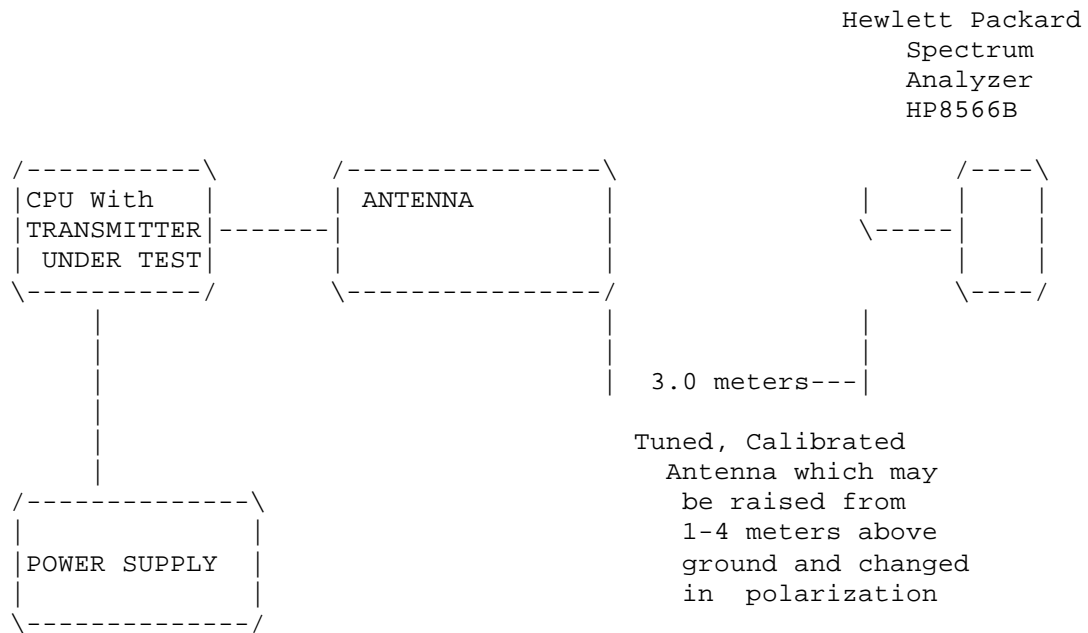 Hewlett Packard
Spectrum
Analyzer
HP8566B
CPU With
TRANSMITTER
UNDER TEST
ANTENNA
3.0 meters---
Tuned, Calibrated
Antenna which may
be raised from
1-4 meters above
ground and changed
in polarization
POWER SUPPLY